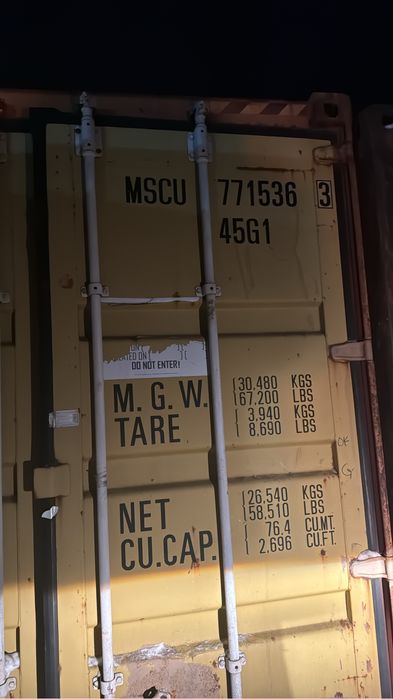 MSCU 771536 3
45G1
DO NOT ENTER!
M. G. W. 30,480 KGS
67,200 LBS
TARE 3.940 KGS
8.690 LBS
NET 26,540 KGS
58,510 LBS
CU.CAP. 76.4 CU.MT.
2,696 CU.FT.